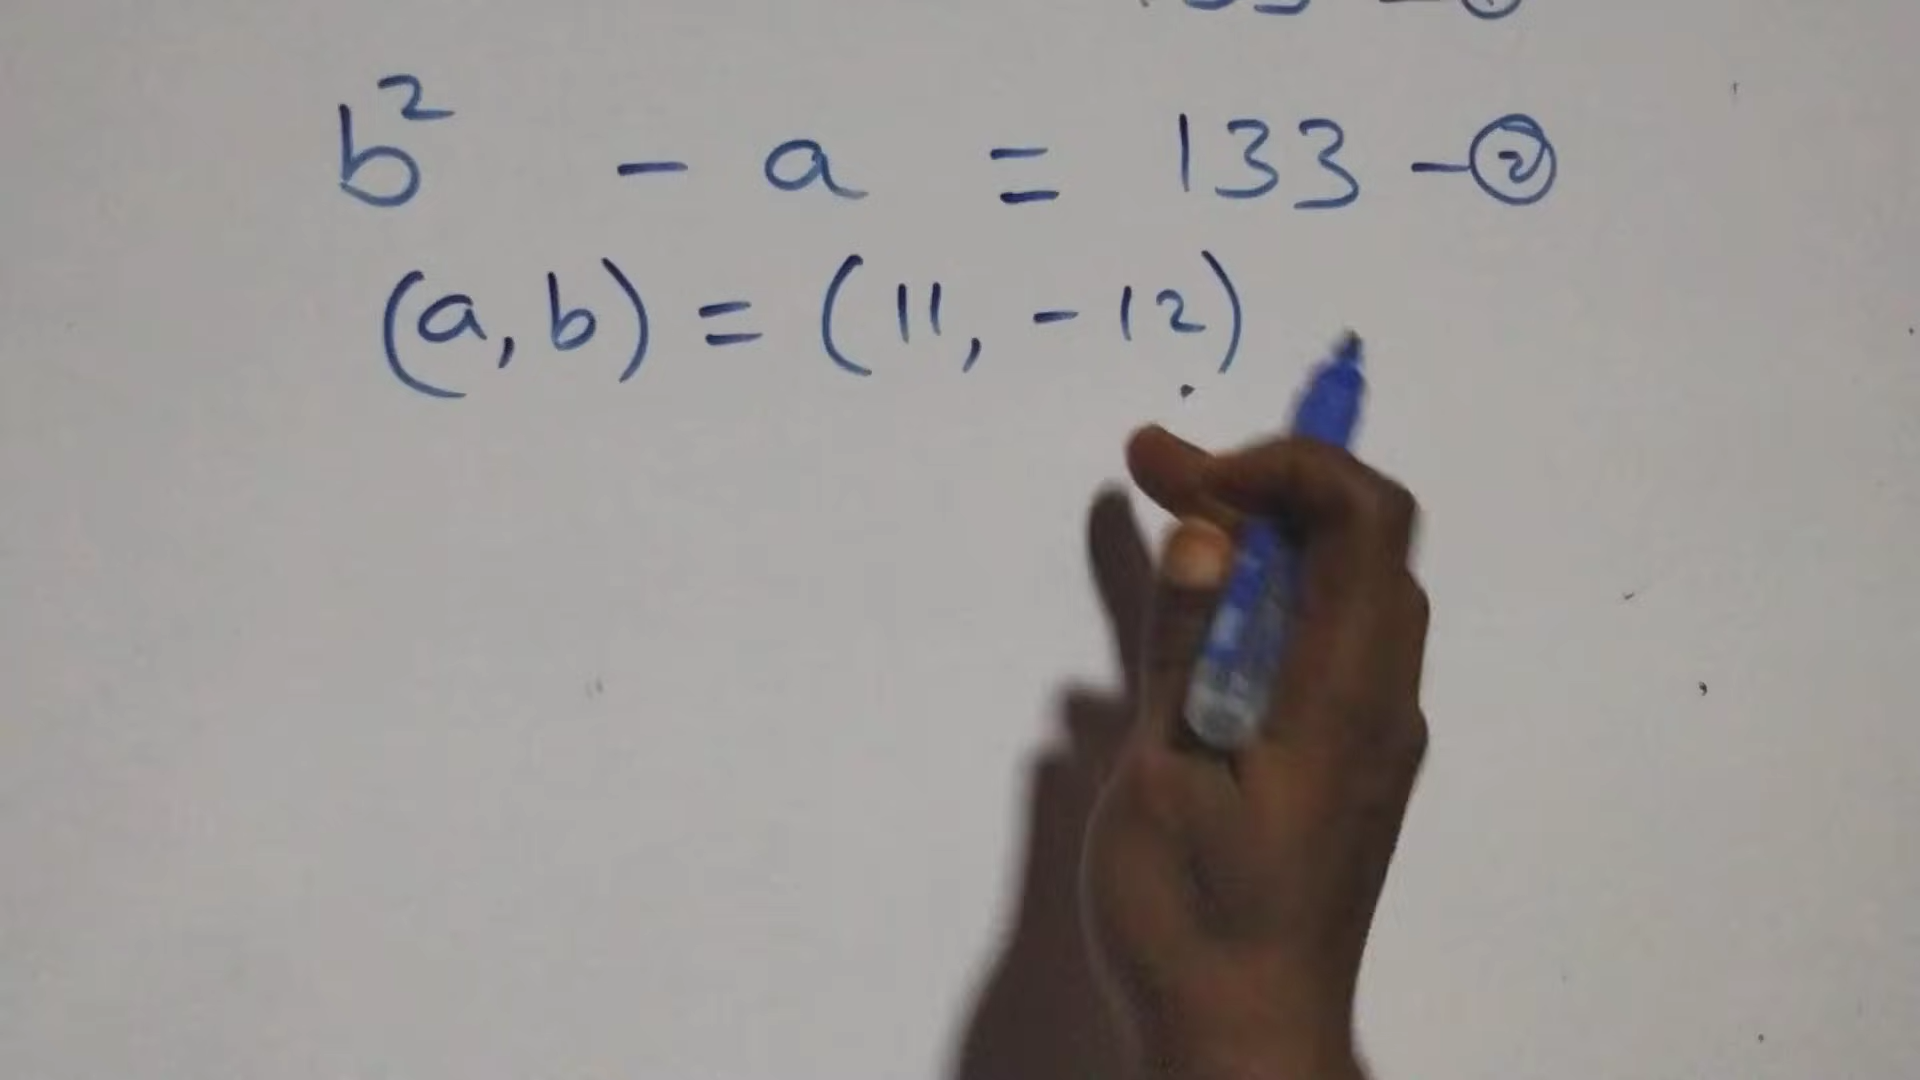 b² - a = 133 - ②
(a, b) = (11, -12)